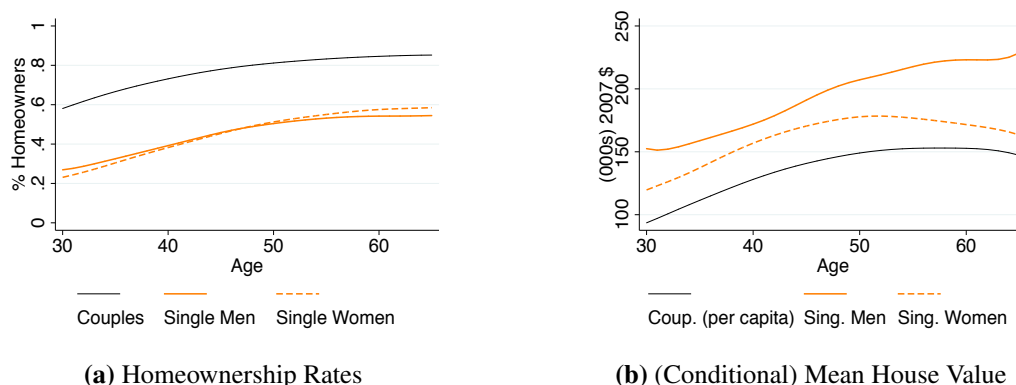 % Homeowners
1
.8
.6
.4
.2
0
30 40 50 60
Age
Couples Single Men Single Women
(a) Homeownership Rates
(000s) 2007 $
250
200
150
100
30 40 50 60
Age
Coup. (per capita) Sing. Men Sing. Women
(b) (Conditional) Mean House Value